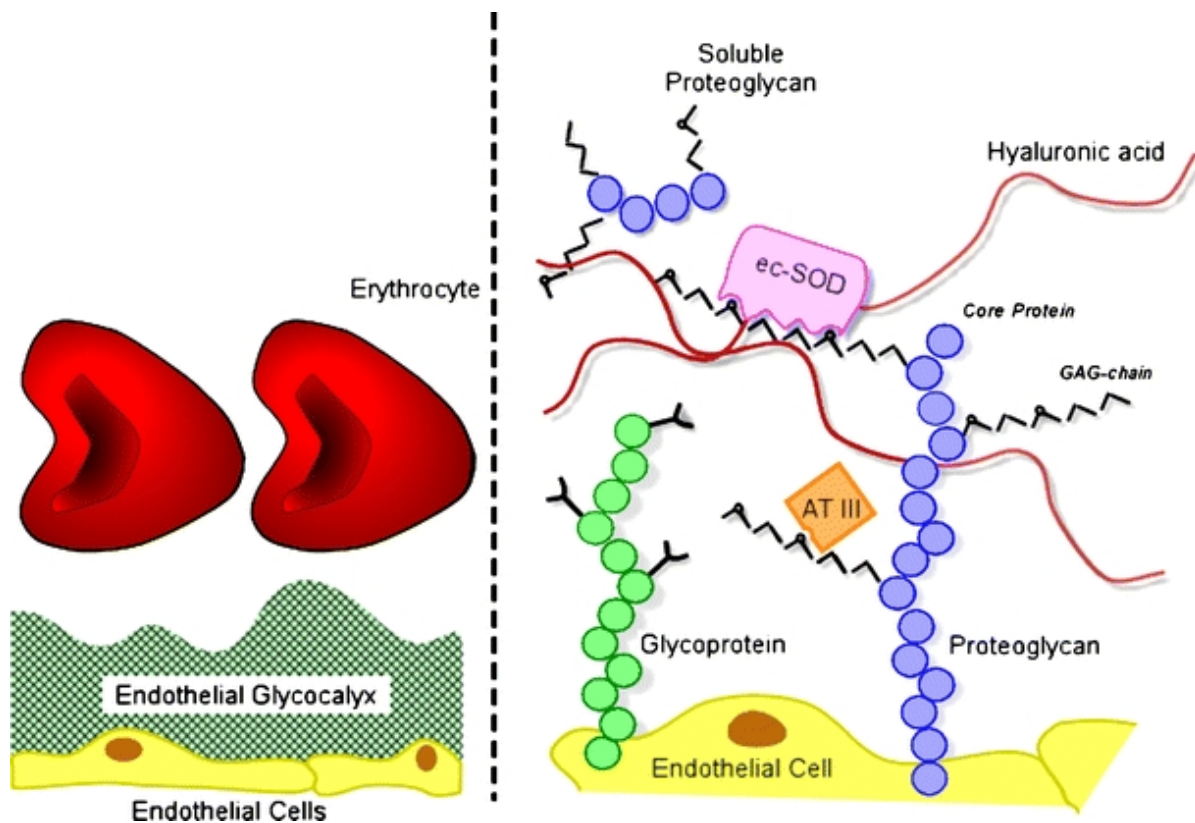 Soluble
Proteoglycan
Hyaluronic acid
ec-SOD
Erythrocyte
Core Protein
GAG-chain
AT III
Glycoprotein
Proteoglycan
Endothelial Glycocalyx
Endothelial Cell
Endothelial Cells